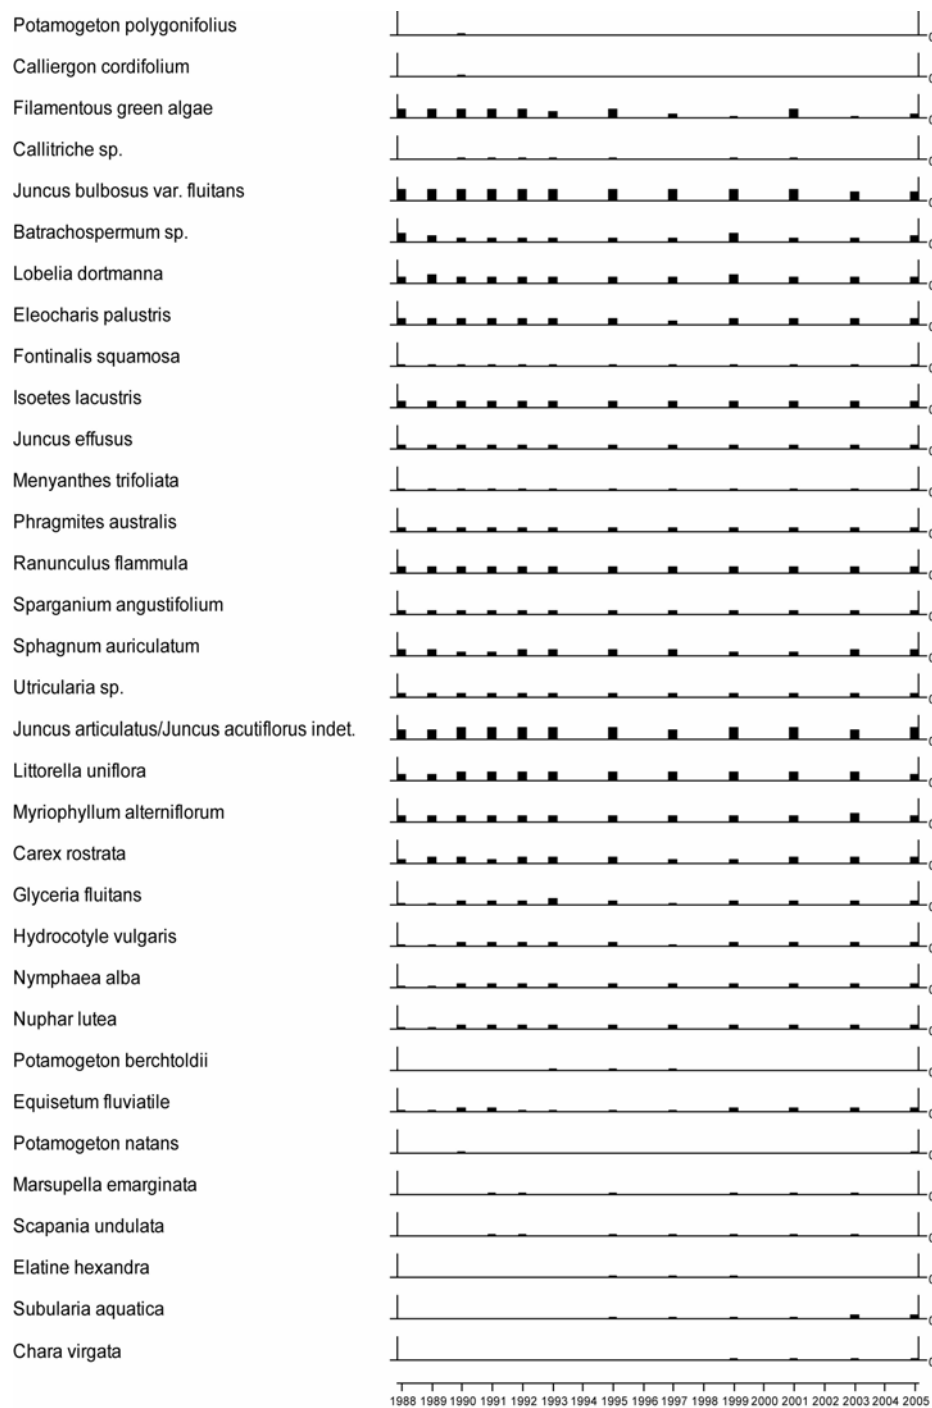 Potamogeton polygonifolius
Calliergon cordifolium
Filamentous green algae
Callitriche sp.
Juncus bulbosus var. fluitans
Batrachospermum sp.
Lobelia dortmanna
Eleocharis palustris
Fontinalis squamosa
Isoetes lacustris
Juncus effusus
Menyanthes trifoliata
Phragmites australis
Ranunculus flammula
Sparganium angustifolium
Sphagnum auriculatum
Utricularia sp.
Juncus articulatus/Juncus acutiflorus indet.
Littorella uniflora
Myriophyllum alterniflorum
Carex rostrata
Glyceria fluitans
Hydrocotyle vulgaris
Nymphaea alba
Nuphar lutea
Potamogeton berchtoldii
Equisetum fluviatile
Potamogeton natans
Marsupella emarginata
Scapania undulata
Elatine hexandra
Subularia aquatica
Chara virgata
1988 1989 1990 1991 1992 1993 1994 1995 1996 1997 1998 1999 2000 2001 2002 2003 2004 2005